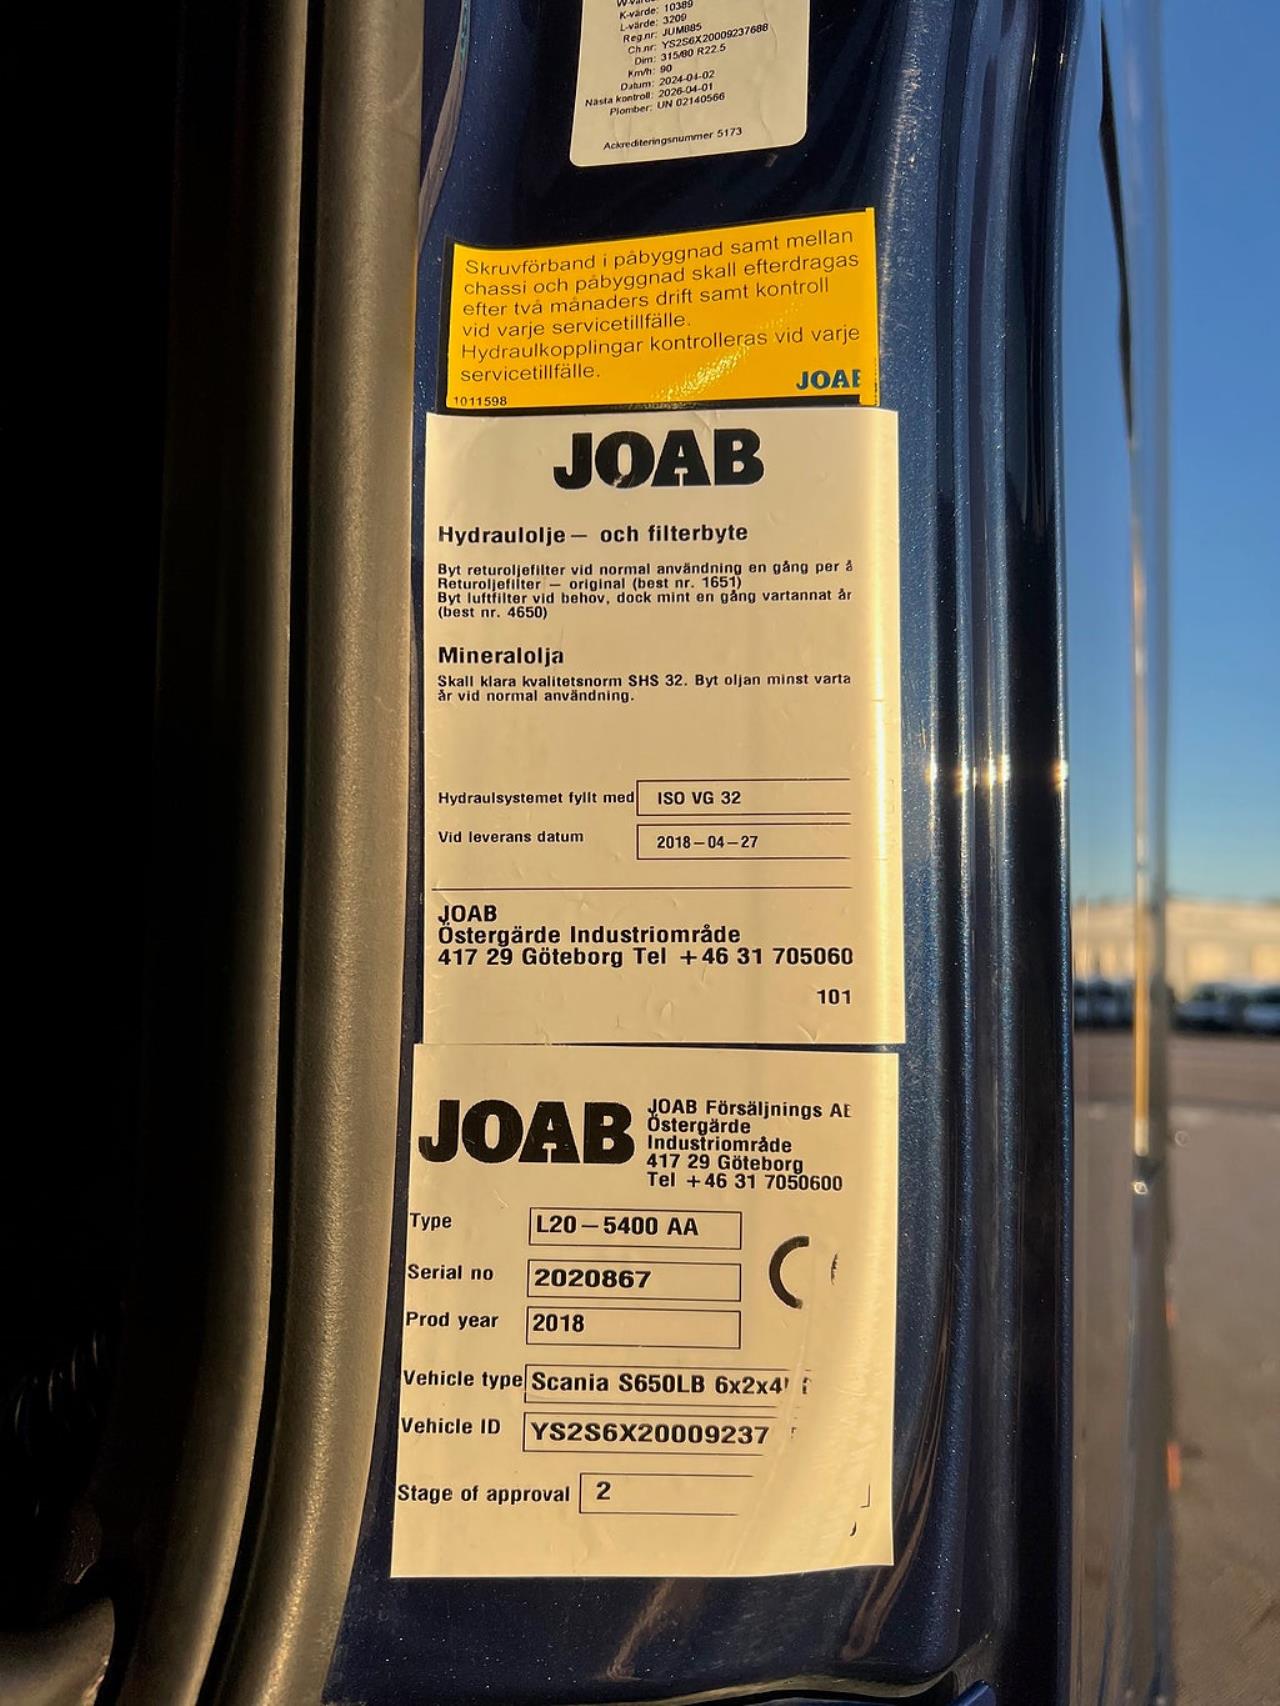 K-värde: 10389
L-värde: 3209
Reg.nr: JUM885
Ch.nr: YS2S6X20009237688
Dim: 315/80 R22.5
Km/h: 90
Datum: 2024-04-02
Nästa kontroll: 2026-04-01
Plomber: UN 02140566
Ackrediteringsnummer 5173
Skruvförband i påbyggnad samt mellan
chassi och påbyggnad skall efterdragas
efter två månaders drift samt kontroll
vid varje servicetillfälle.
Hydraulkopplingar kontrolleras vid varje
servicetillfälle.
JOAB
1011598
JOAB
Hydraulolje — och filterbyte
Byt returoljefilter vid normal användning en gång per å
Returoljefilter — original (best nr. 1651)
Byt luftfilter vid behov, dock mint en gång vartannat år
(best nr. 4650)
Mineralolja
Skall klara kvalitetsnorm SHS 32. Byt oljan minst varta
år vid normal användning.
Hydraulsystemet fyllt med ISO VG 32
Vid leverans datum 2018-04-27
JOAB
Östergärde Industriområde
417 29 Göteborg Tel +46 31 705060
101
JOAB
JOAB Försäljnings AB
Östergärde
Industriområde
417 29 Göteborg
Tel +46 31 7050600
Type L20-5400 AA
Serial no 2020867
CE
Prod year 2018
Vehicle type Scania S650LB 6x2x4
Vehicle ID YS2S6X20009237
Stage of approval 2